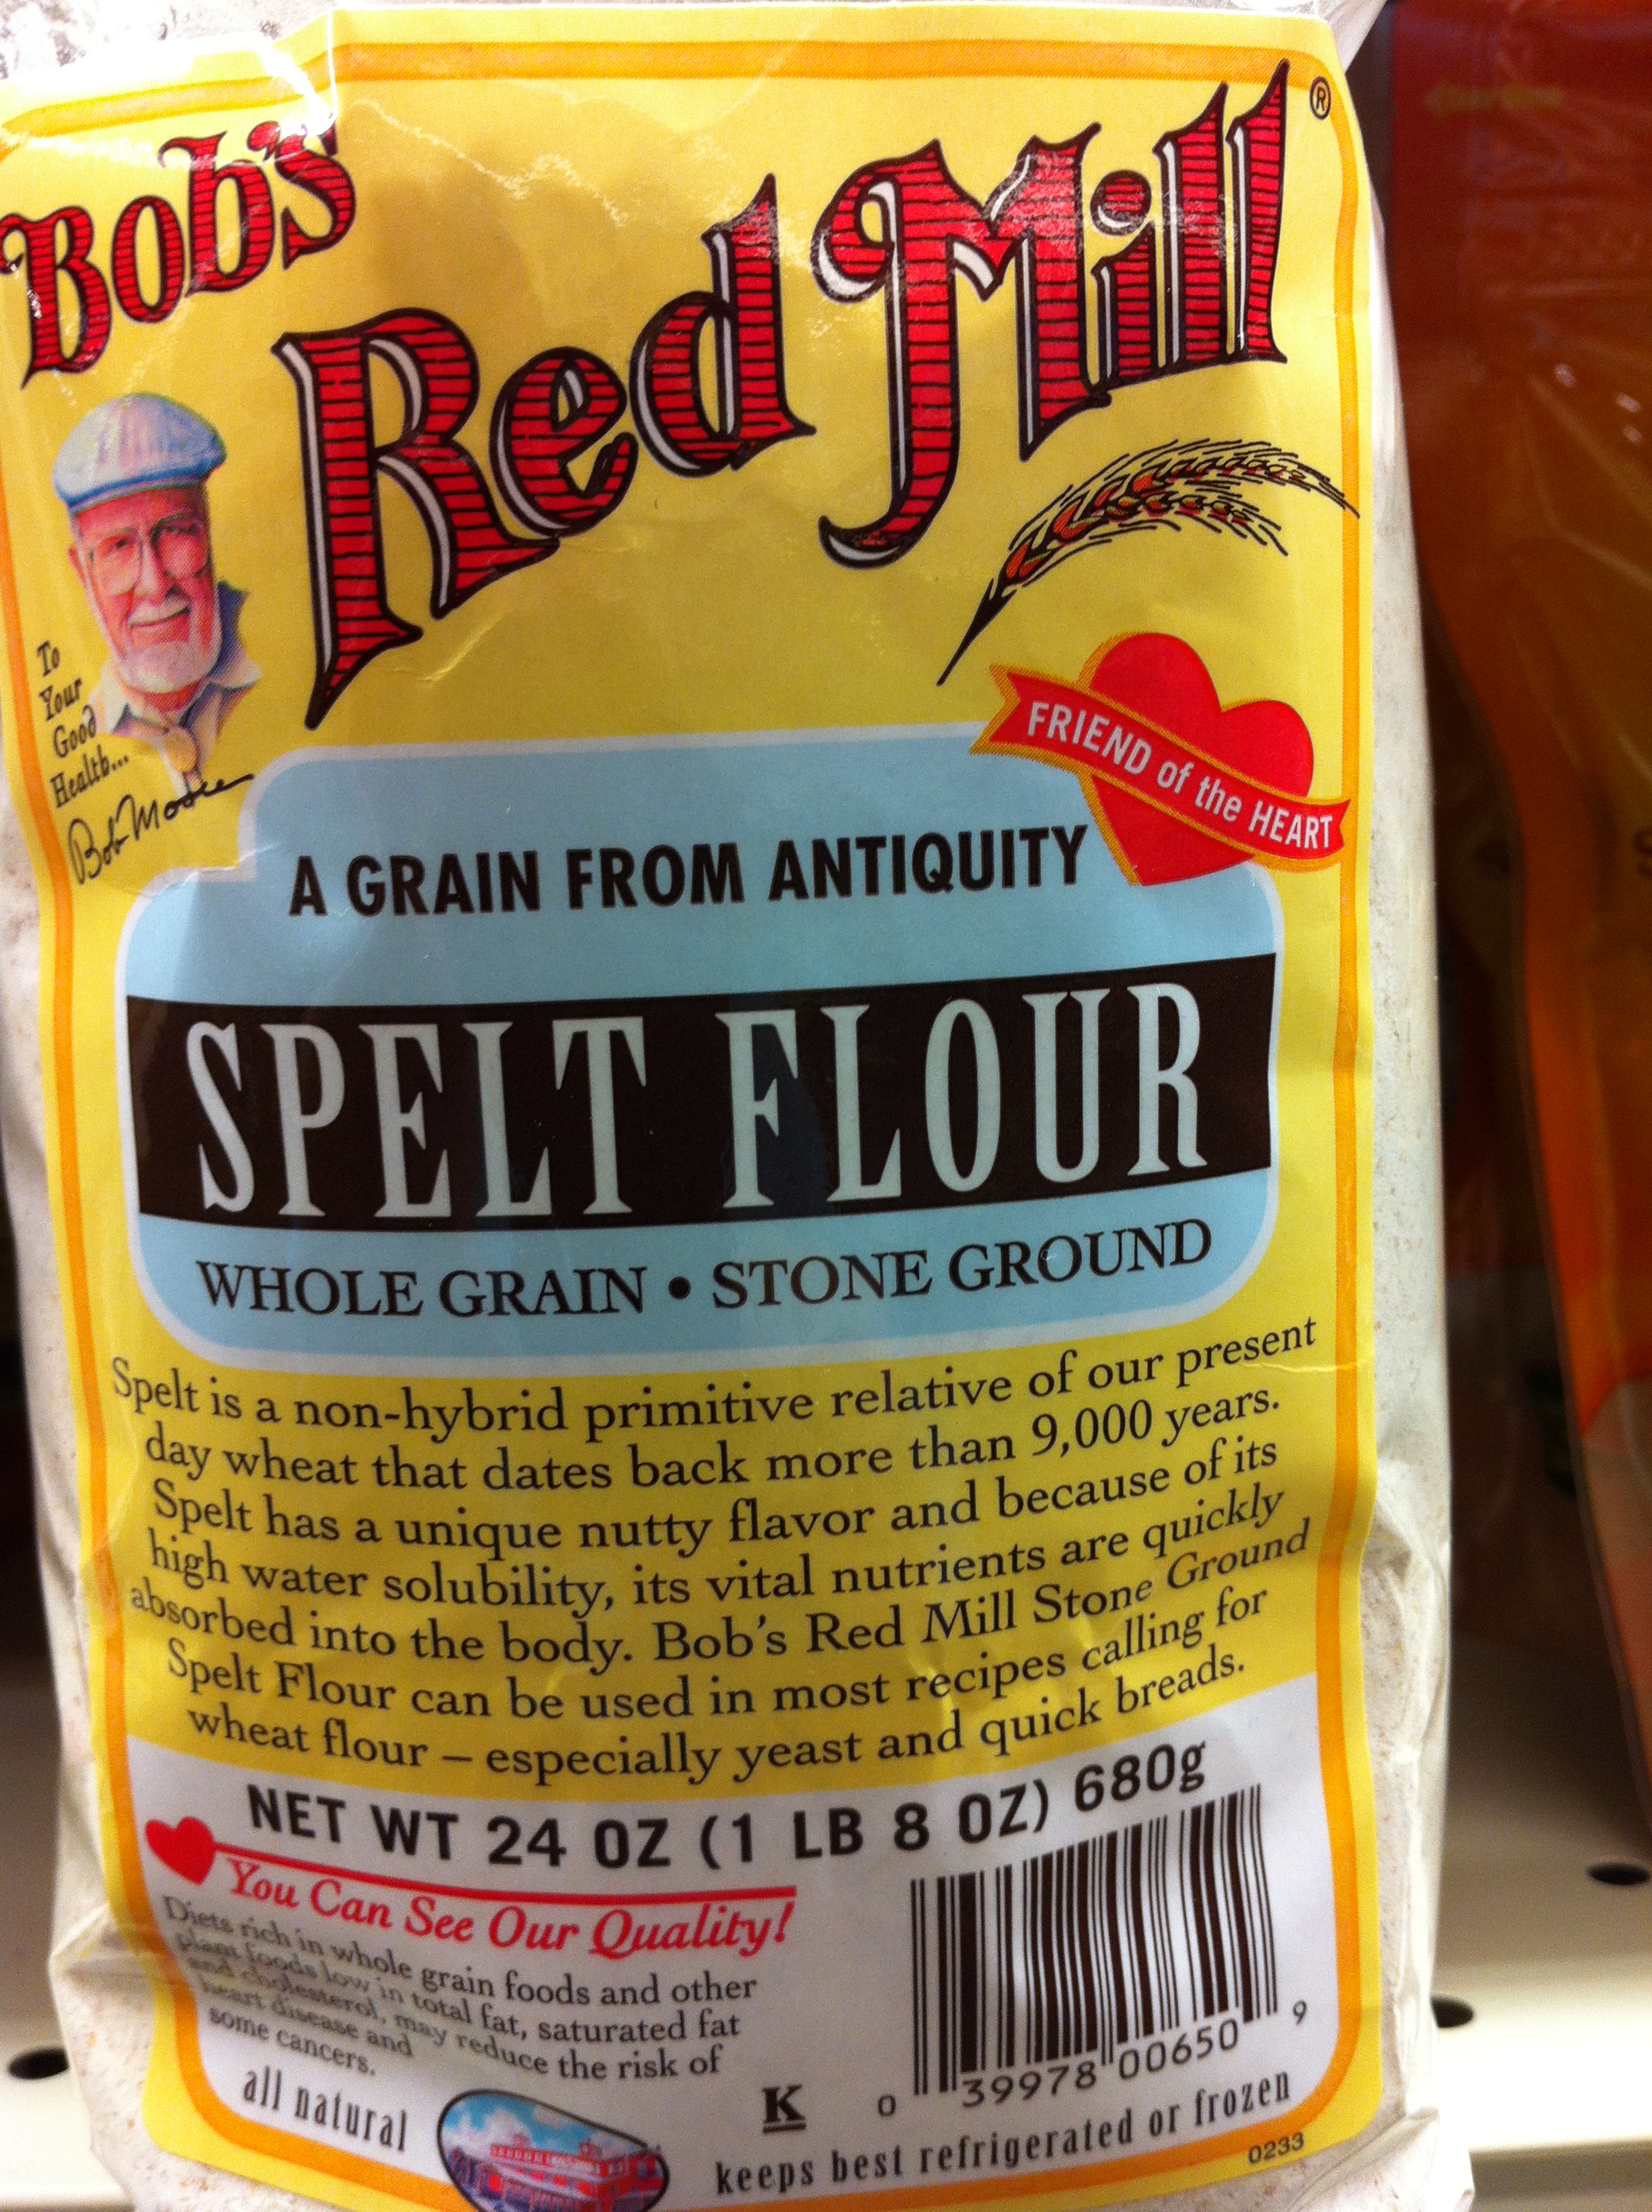 Bob's
Red Mill®
To
Your
Good
Health...
Bob Moore
FRIEND of the HEART
A GRAIN FROM ANTIQUITY
SPELT FLOUR
WHOLE GRAIN • STONE GROUND
Spelt is a non-hybrid primitive relative of our present
day wheat that dates back more than 9,000 years.
Spelt has a unique nutty flavor and because of its
high water solubility, its vital nutrients are quickly
absorbed into the body. Bob's Red Mill Stone Ground
Spelt Flour can be used in most recipes calling for
wheat flour – especially yeast and quick breads.
NET WT 24 OZ (1 LB 8 OZ) 680g
You Can See Our Quality!
Diets rich in whole grain foods and other
plant foods low in total fat, saturated fat
and cholesterol, may reduce the risk of
heart disease and
some cancers.
all natural
K
0 39978 00650 9
keeps best refrigerated or frozen
0233